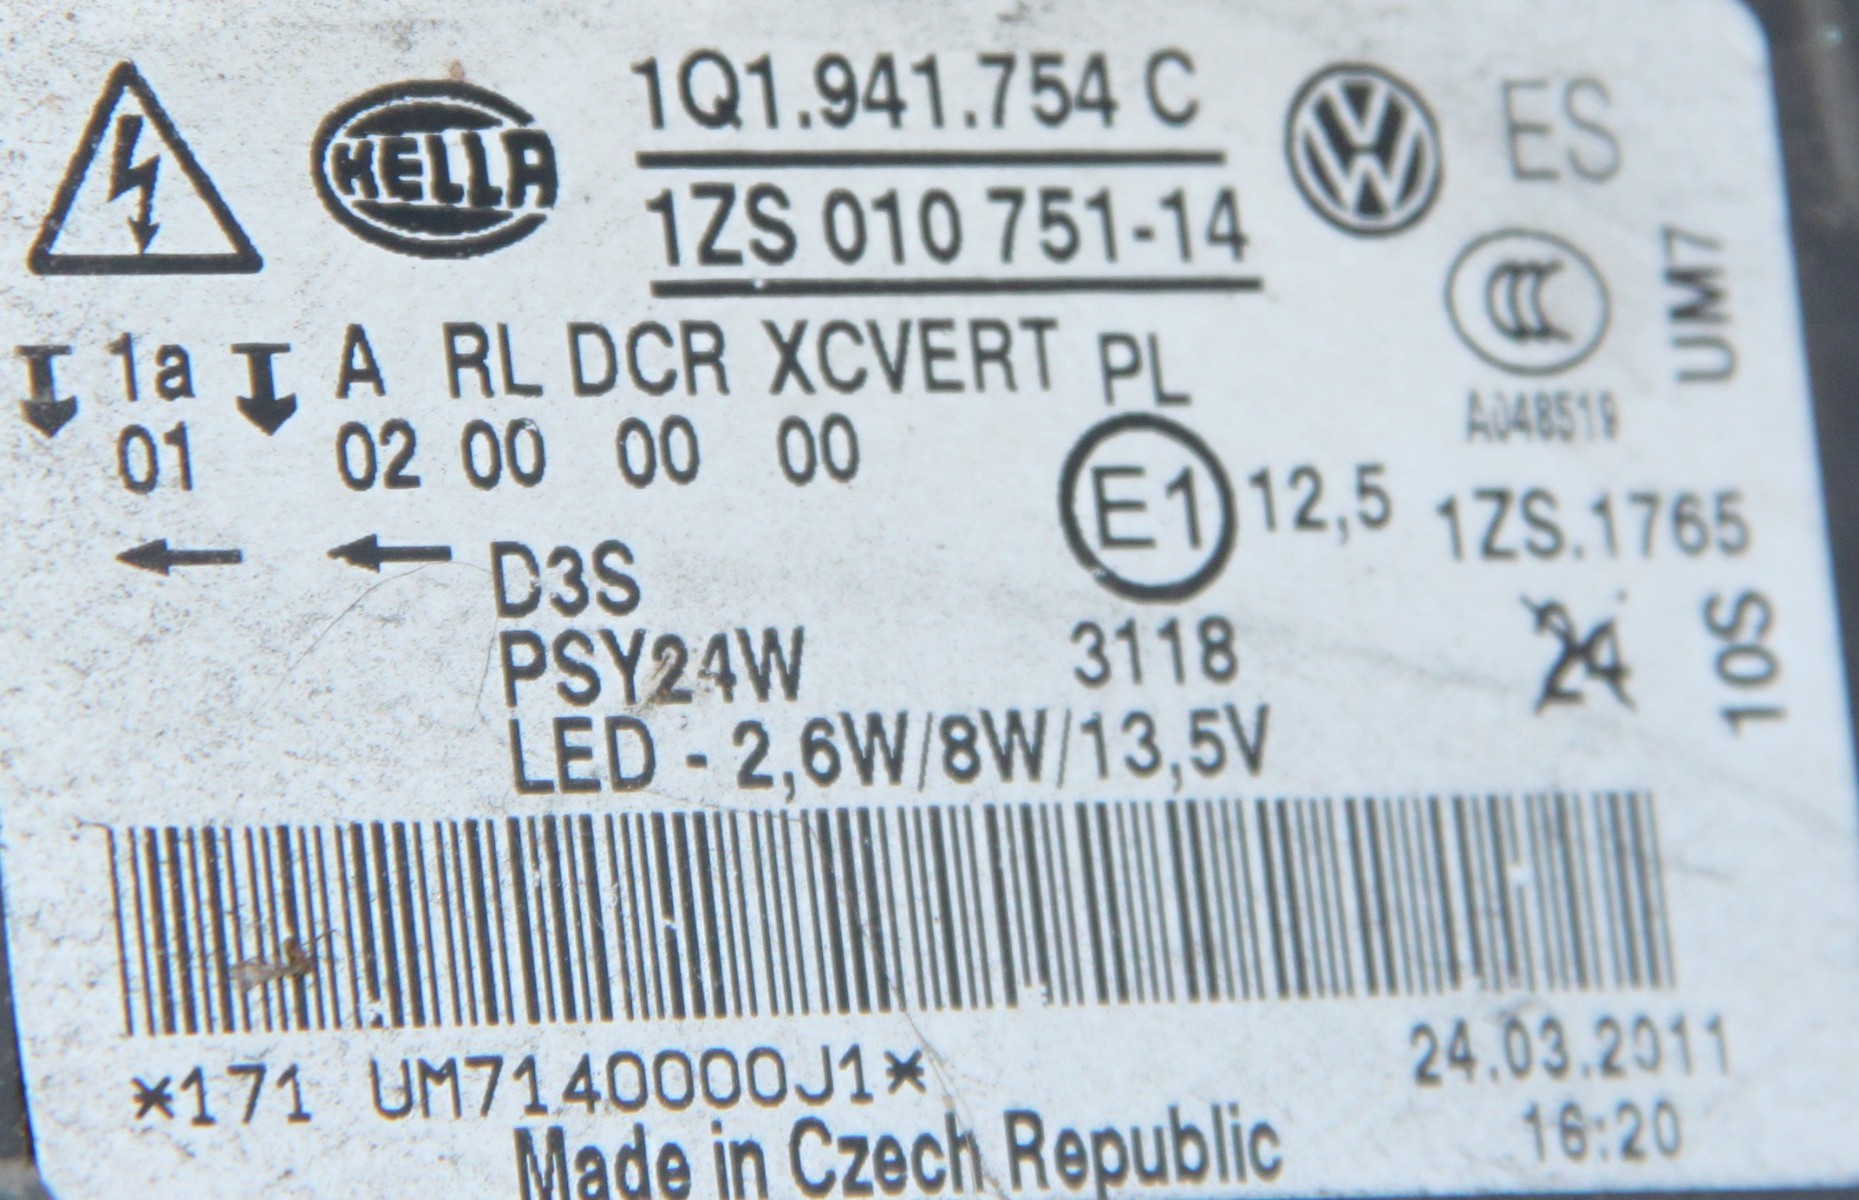 HELLA
1Q1.941.754 C
1ZS 010 751-14
ES
UM7
1a A RL DCR XCVERT PL
01 02 00 00 00
A048519
E1 12,5 1ZS.1765
D3S
PSY24W 3118
10S
LED - 2,6W/8W/13,5V
*171 UM7140000J1*
24.03.2011
16:20
Made in Czech Republic